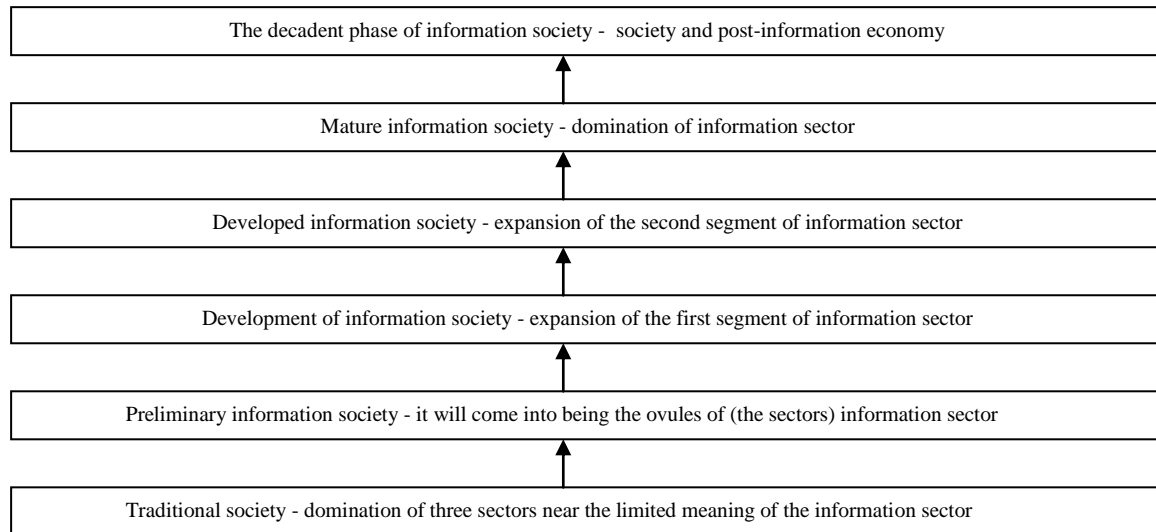 The decadent phase of information society - society and post-information economy
Mature information society - domination of information sector
Developed information society - expansion of the second segment of information sector
Development of information society - expansion of the first segment of information sector
Preliminary information society - it will come into being the ovules of (the sectors) information sector
Traditional society - domination of three sectors near the limited meaning of the information sector